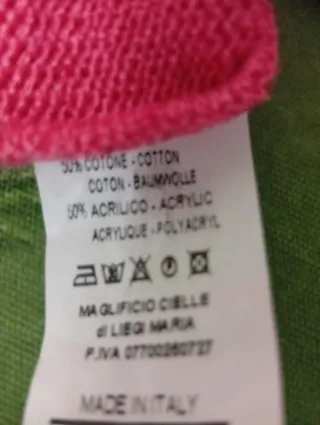 50% COTONE - COTTON
COTON - BAUMWOLLE
50% ACRILICO - ACRYLIC
ACRYLIQUE - POLYACRYL
MAGLIFICIO CIELLE
di LIEGI MARIA
P.IVA 07700260727
MADE IN ITALY